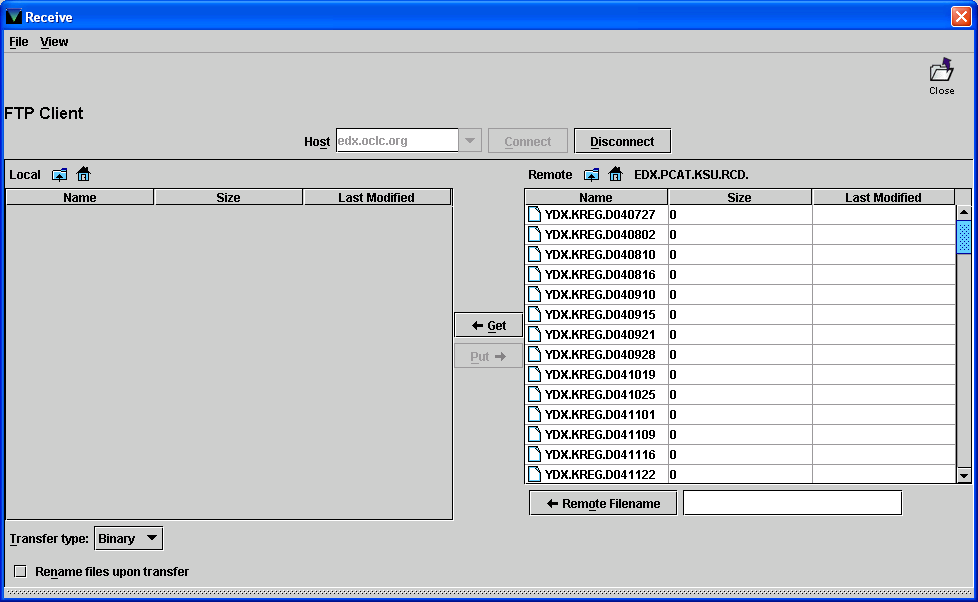 Receive
File View
Close
FTP Client
Host edx.oclc.org Connect Disconnect
Local
Name Size Last Modified
Get
Put
Remote EDX.PCAT.KSU.RCD.
Name Size Last Modified
YDX.KREG.D040727 0
YDX.KREG.D040802 0
YDX.KREG.D040810 0
YDX.KREG.D040816 0
YDX.KREG.D040910 0
YDX.KREG.D040915 0
YDX.KREG.D040921 0
YDX.KREG.D040928 0
YDX.KREG.D041019 0
YDX.KREG.D041025 0
YDX.KREG.D041101 0
YDX.KREG.D041109 0
YDX.KREG.D041116 0
YDX.KREG.D041122 0
Remote Filename
Transfer type: Binary
Rename files upon transfer